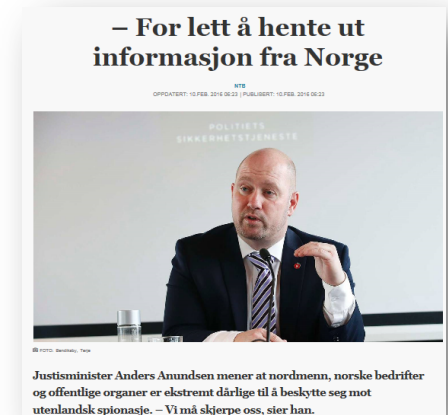 – For lett å hente ut
informasjon fra Norge
NTB
OPPDATERT: 10.FEB. 2016 06:23 | PUBLISERT: 10.FEB. 2016 06:23
POLITIETS
SIKKERHETSTJENESTE
FOTO: Bendiksby, Terje
Justisminister Anders Anundsen mener at nordmenn, norske bedrifter
og offentlige organer er ekstremt dårlige til å beskytte seg mot
utenlandsk spionasje. – Vi må skjerpe oss, sier han.